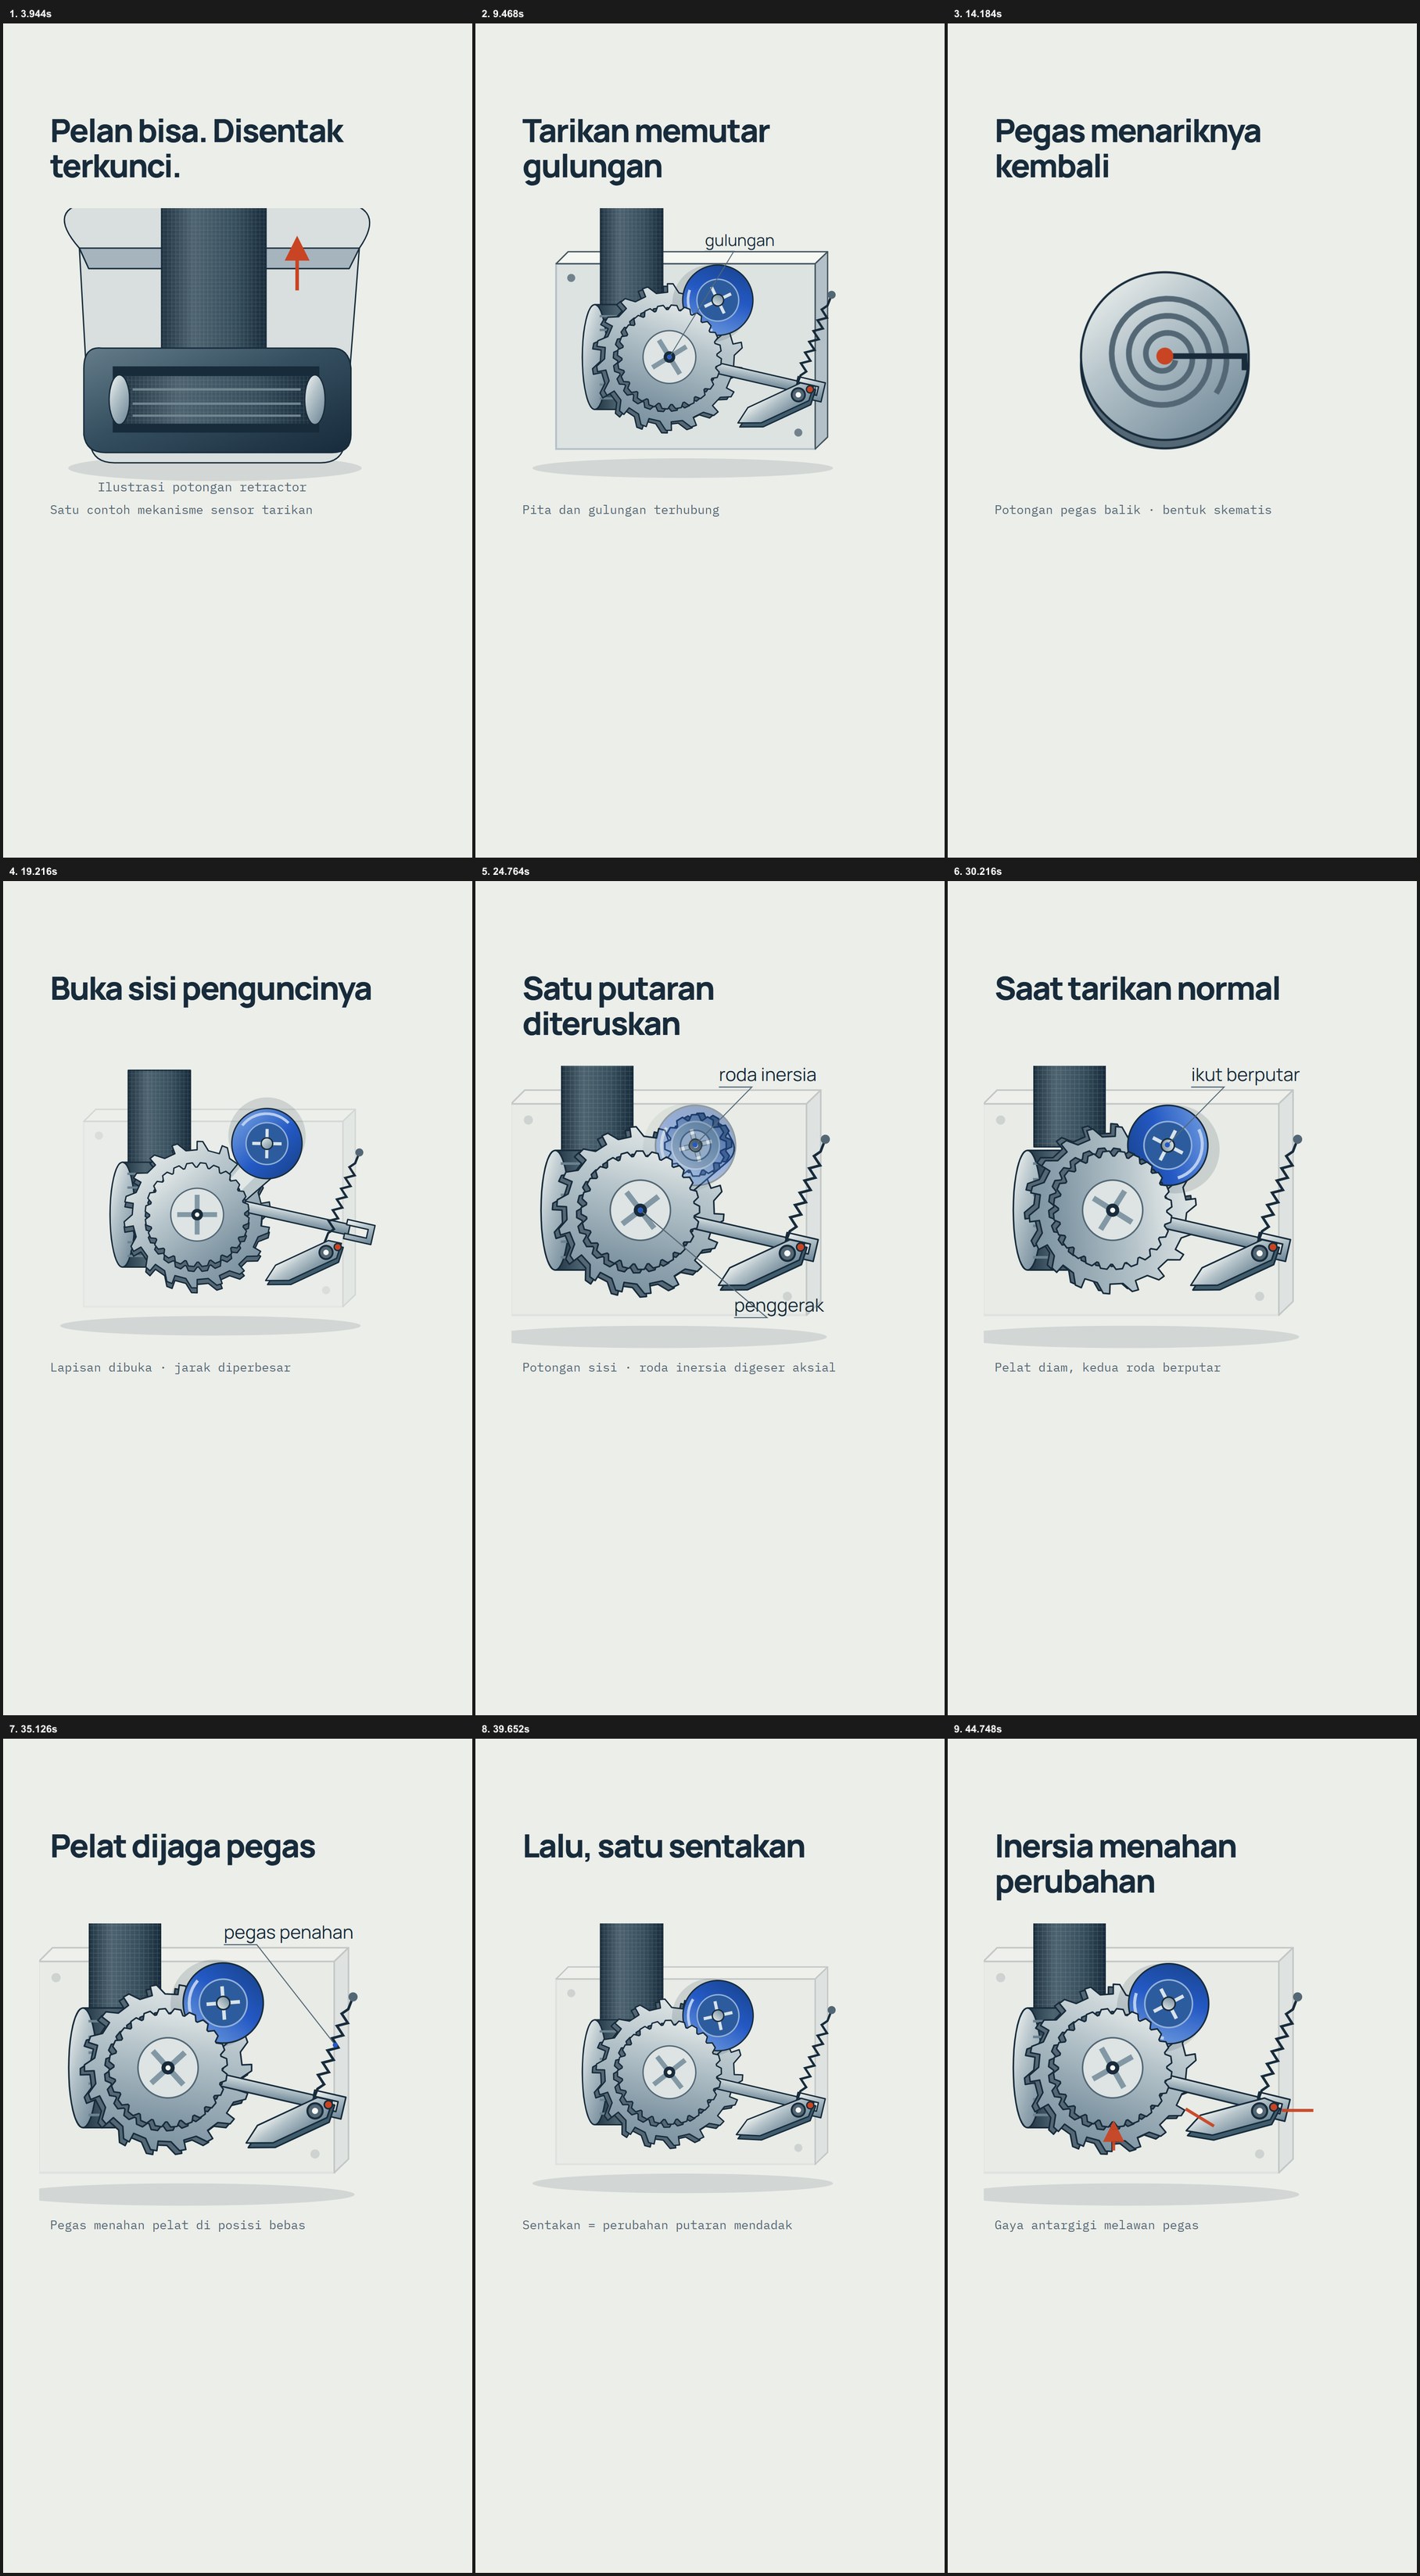 1. 3.944s
Pelan bisa. Disentak
terkunci.
Ilustrasi potongan retractor
Satu contoh mekanisme sensor tarikan
2. 9.468s
Tarikan memutar
gulungan
gulungan
Pita dan gulungan terhubung
3. 14.184s
Pegas menariknya
kembali
Potongan pegas balik · bentuk skematis
4. 19.216s
Buka sisi penguncinya
Lapisan dibuka · jarak diperbesar
5. 24.764s
Satu putaran
diteruskan
roda inersia
penggerak
Potongan sisi · roda inersia digeser aksial
6. 30.216s
Saat tarikan normal
ikut berputar
Pelat diam, kedua roda berputar
7. 35.126s
Pelat dijaga pegas
pegas penahan
Pegas menahan pelat di posisi bebas
8. 39.652s
Lalu, satu sentakan
Sentakan = perubahan putaran mendadak
9. 44.748s
Inersia menahan
perubahan
Gaya antargigi melawan pegas